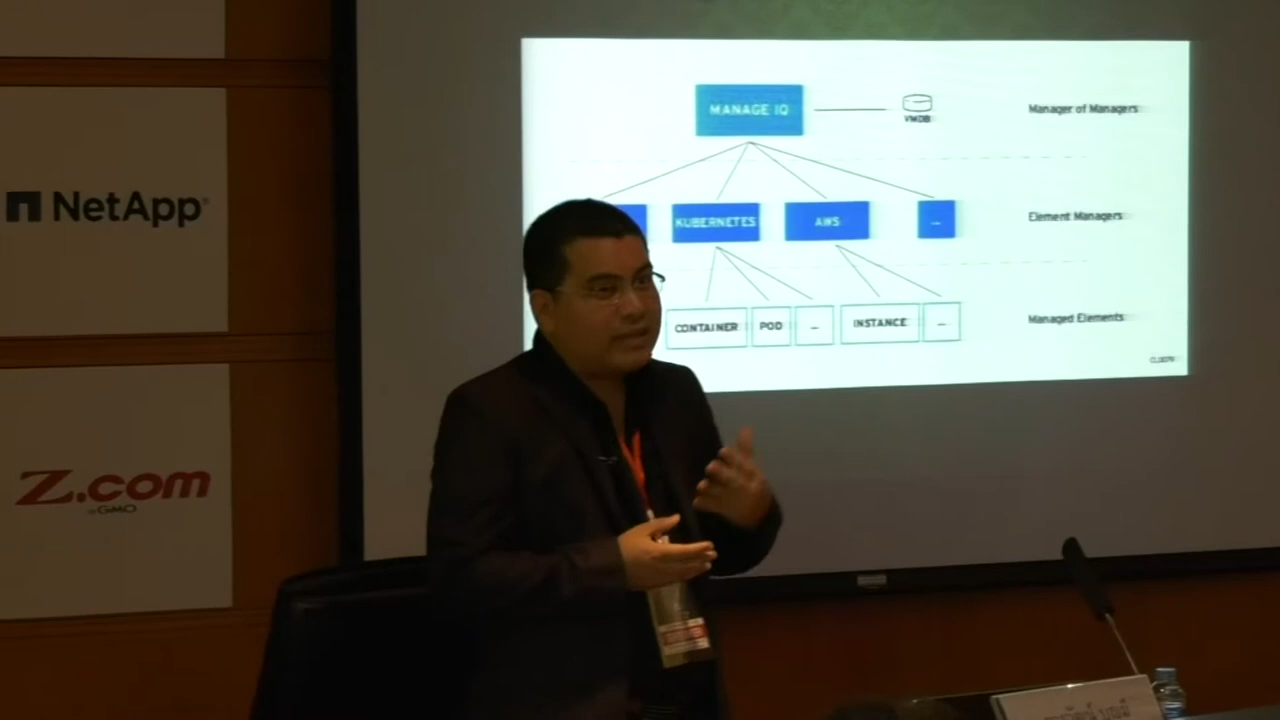 NetApp
Z.com
by GMO
MANAGE IQ
VMDB
Manager of Managers
KUBERNETES
AWS
...
Element Managers
CONTAINER
POD
...
INSTANCE
...
Managed Elements